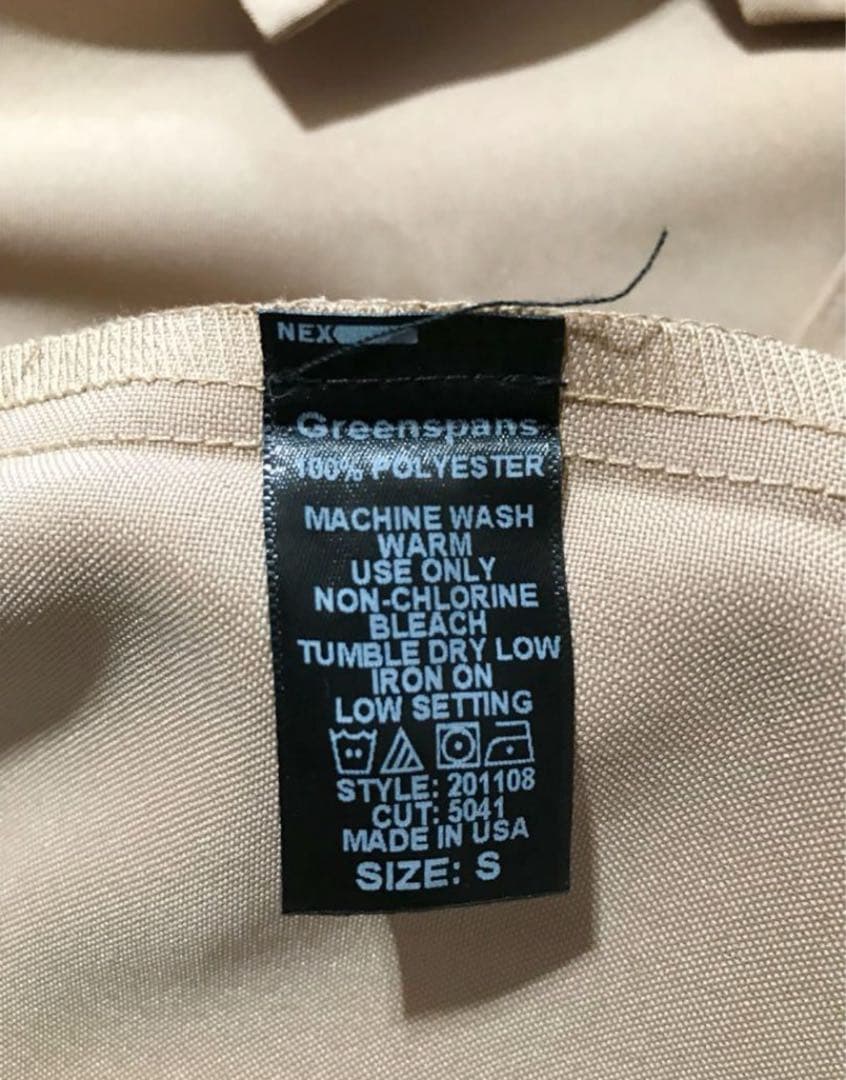 NEX
Greenspans
100% POLYESTER
MACHINE WASH
WARM
USE ONLY
NON-CHLORINE
BLEACH
TUMBLE DRY LOW
IRON ON
LOW SETTING
STYLE: 201108
CUT: 5041
MADE IN USA
SIZE: S